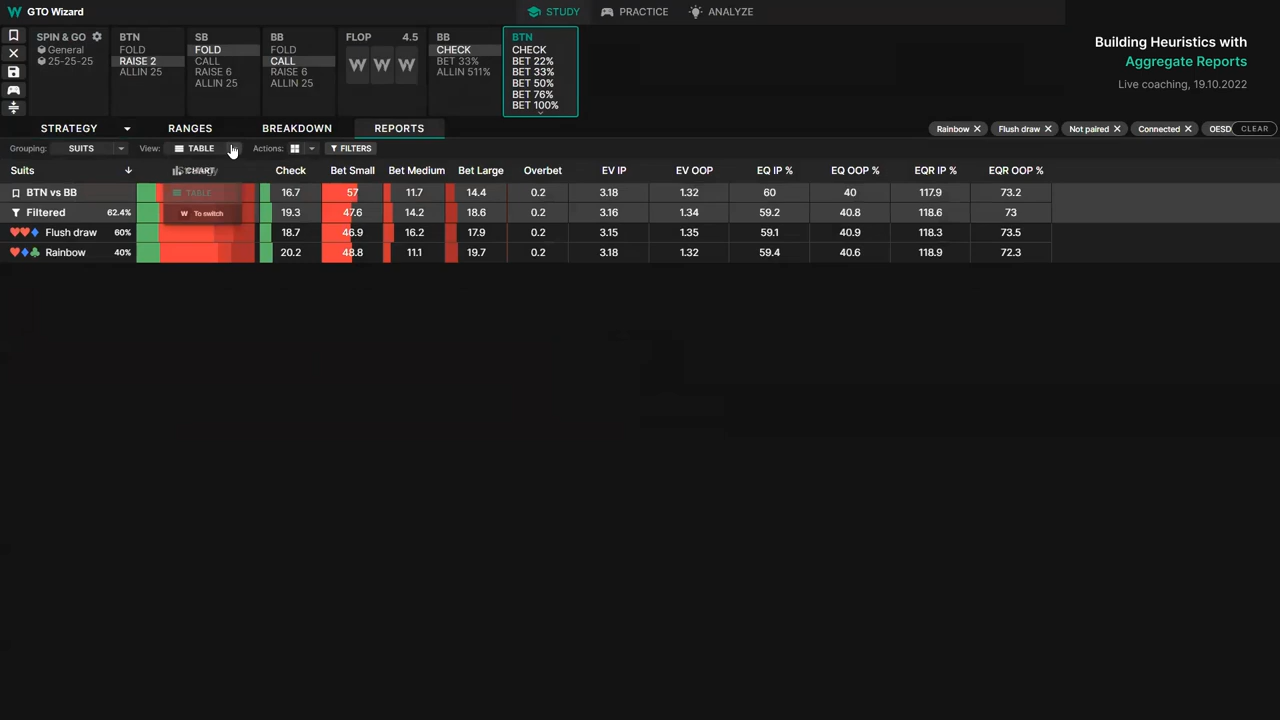 GTO Wizard
STUDY PRACTICE ANALYZE
SPIN & GO
General
25-25-25
BTN
FOLD
RAISE 2
ALLIN 25
SB
FOLD
CALL
RAISE 6
ALLIN 25
BB
FOLD
CALL
RAISE 6
ALLIN 25
FLOP 4.5
BB
CHECK
BET 33%
ALLIN 511%
BTN
CHECK
BET 22%
BET 33%
BET 50%
BET 76%
BET 100%
Building Heuristics with
Aggregate Reports
Live coaching, 19.10.2022
STRATEGY RANGES BREAKDOWN REPORTS
Rainbow Flush draw Not paired Connected OESD CLEAR
Grouping: SUITS View: TABLE Actions: FILTERS
CHART
TABLE
To switch
Suits Check Bet Small Bet Medium Bet Large Overbet EV IP EV OOP EQ IP % EQ OOP % EQR IP % EQR OOP %
BTN vs BB 16.7 57 11.7 14.4 0.2 3.18 1.32 60 40 117.9 73.2
Filtered 62.4% 19.3 47.6 14.2 18.6 0.2 3.16 1.34 59.2 40.8 118.6 73
Flush draw 60% 18.7 46.9 16.2 17.9 0.2 3.15 1.35 59.1 40.9 118.3 73.5
Rainbow 40% 20.2 48.8 11.1 19.7 0.2 3.18 1.32 59.4 40.6 118.9 72.3